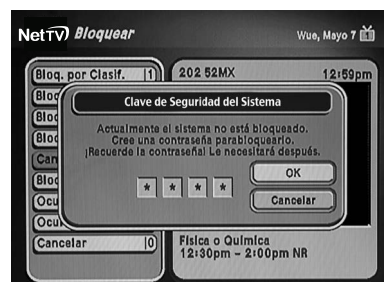 NetTV Bloquear
Wue, Mayo 7
Bloq. por Clasif. 1
202 52MX 12:59pm
Clave de Seguridad del Sistema
Actualmente el sistema no está bloqueado.
Cree una contraseña parabloquearlo.
¡Recuerde la contraseña! Le necesitará después.
* * * *
OK
Cancelar
Cancelar 0
Física o Química
12:30pm - 2:00pm NR